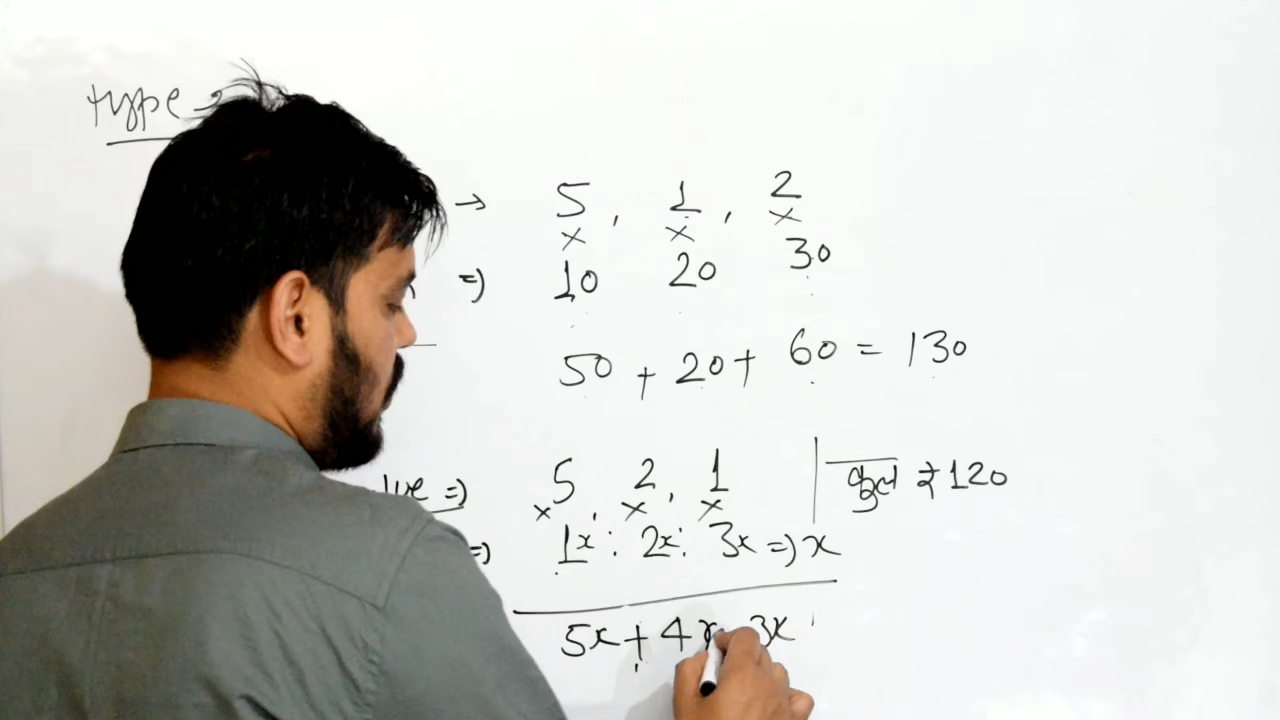 type
→ 5 , 1 , 2
× × ×
=) 10 20 30
50 + 20 + 60 = 130
=) 5 , 2 , 1 | कुल ₹ 120
× × ×
=) 1x : 2x : 3x =) x
5x + 4x 3x